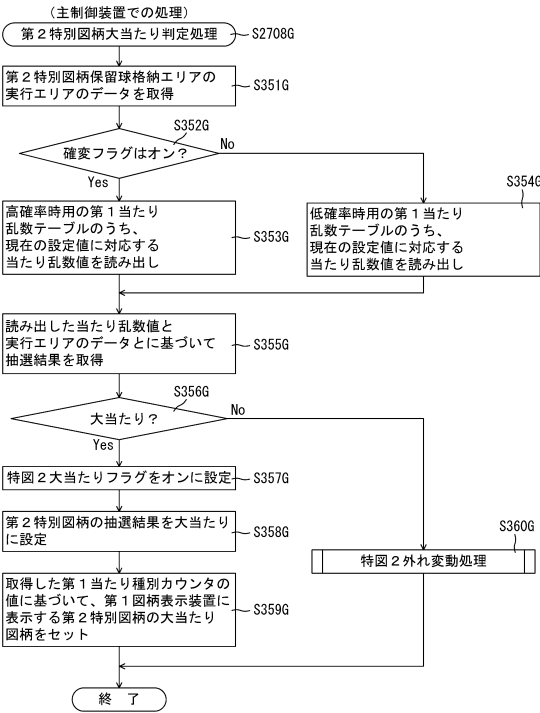 (主制御装置での処理)
第2特別図柄大当たり判定処理
S2708G
第2特別図柄保留球格納エリアの
実行エリアのデータを取得
S351G
S352G
確変フラグはオン?
No
Yes
高確率時用の第1当たり
乱数テーブルのうち、
現在の設定値に対応する
当たり乱数値を読み出し
S353G
S354G
低確率時用の第1当たり
乱数テーブルのうち、
現在の設定値に対応する
当たり乱数値を読み出し
読み出した当たり乱数値と
実行エリアのデータとに基づいて
抽選結果を取得
S355G
S356G
大当たり?
No
Yes
特図2大当たりフラグをオンに設定
S357G
第2特別図柄の抽選結果を大当たり
に設定
S358G
S360G
特図2外れ変動処理
取得した第1当たり種別カウンタの
値に基づいて、第1図柄表示装置に
表示する第2特別図柄の大当たり
図柄をセット
S359G
終 了